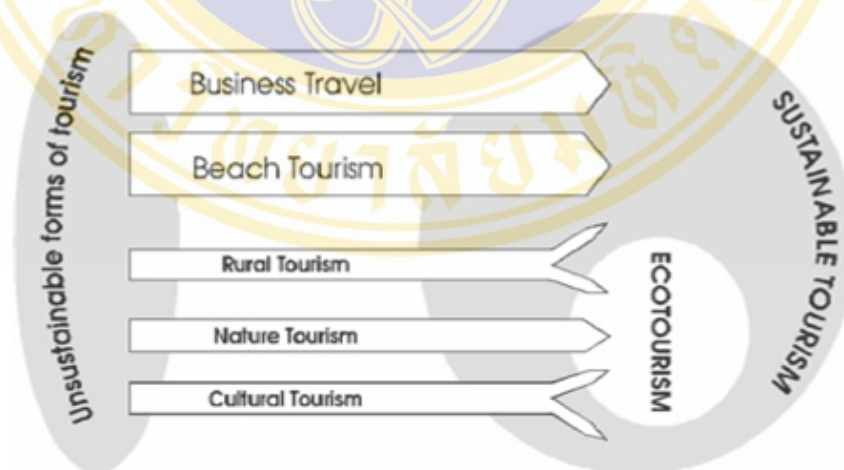 Unsustainable forms of tourism
Business Travel
Beach Tourism
Rural Tourism
Nature Tourism
Cultural Tourism
ECOTOURISM
SUSTAINABLE TOURISM